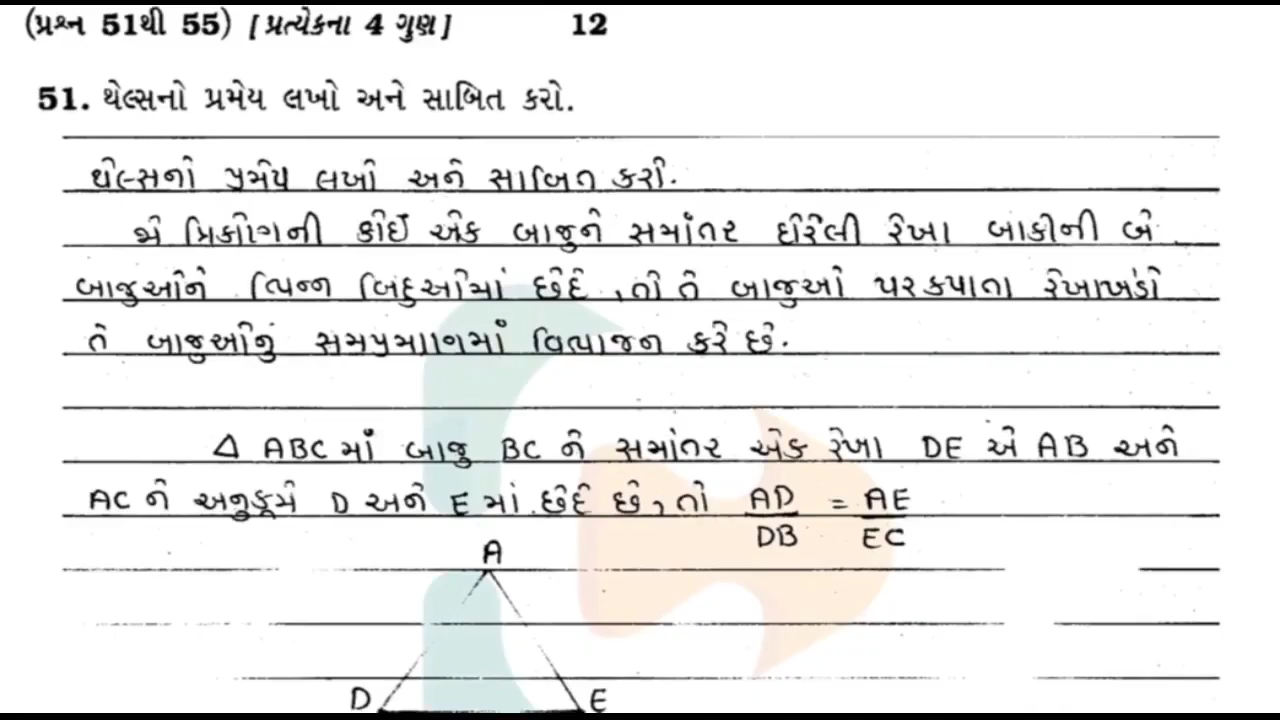 (પ્રશ્ન 51થી 55) [પ્રત્યેકના 4 ગુણ] 12
51. થેલ્સનો પ્રમેય લખો અને સાબિત કરો.
થેલ્સનો પ્રમેય લખો અને સાબિત કરો.
જો ત્રિકોણની કોઈ એક બાજુને સમાંતર દોરેલી રેખા બાકીની બે
બાજુઓને ભિન્ન બિંદુઓમાં છેદે, તો તે બાજુઓ પર કપાતા રેખાખંડો
તે બાજુઓનું સમપ્રમાણમાં વિભાજન કરે છે.
Δ ABC માં બાજુ BC ને સમાંતર એક રેખા DE એ AB અને
AC ને અનુક્રમે D અને E માં છેદે છે, તો AD/DB = AE/EC
A
D E